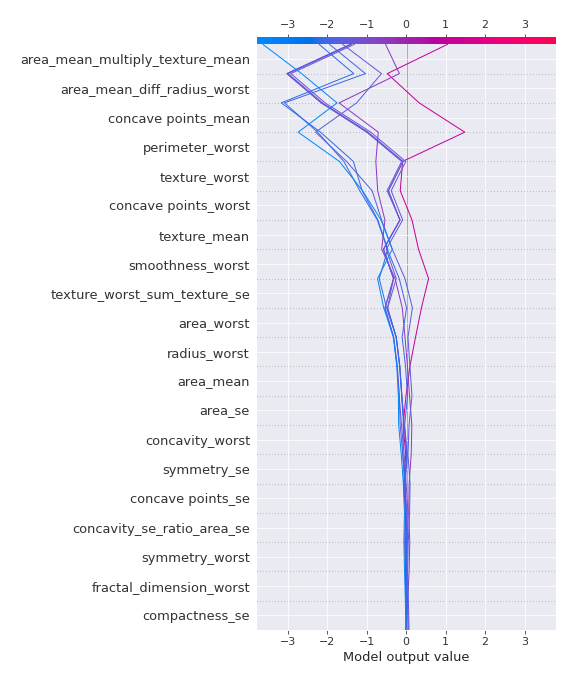 −3 −2 −1 0 1 2 3
area_mean_multiply_texture_mean
area_mean_diff_radius_worst
concave points_mean
perimeter_worst
texture_worst
concave points_worst
texture_mean
smoothness_worst
texture_worst_sum_texture_se
area_worst
radius_worst
area_mean
area_se
concavity_worst
symmetry_se
concave points_se
concavity_se_ratio_area_se
symmetry_worst
fractal_dimension_worst
compactness_se
−3 −2 −1 0 1 2 3
Model output value